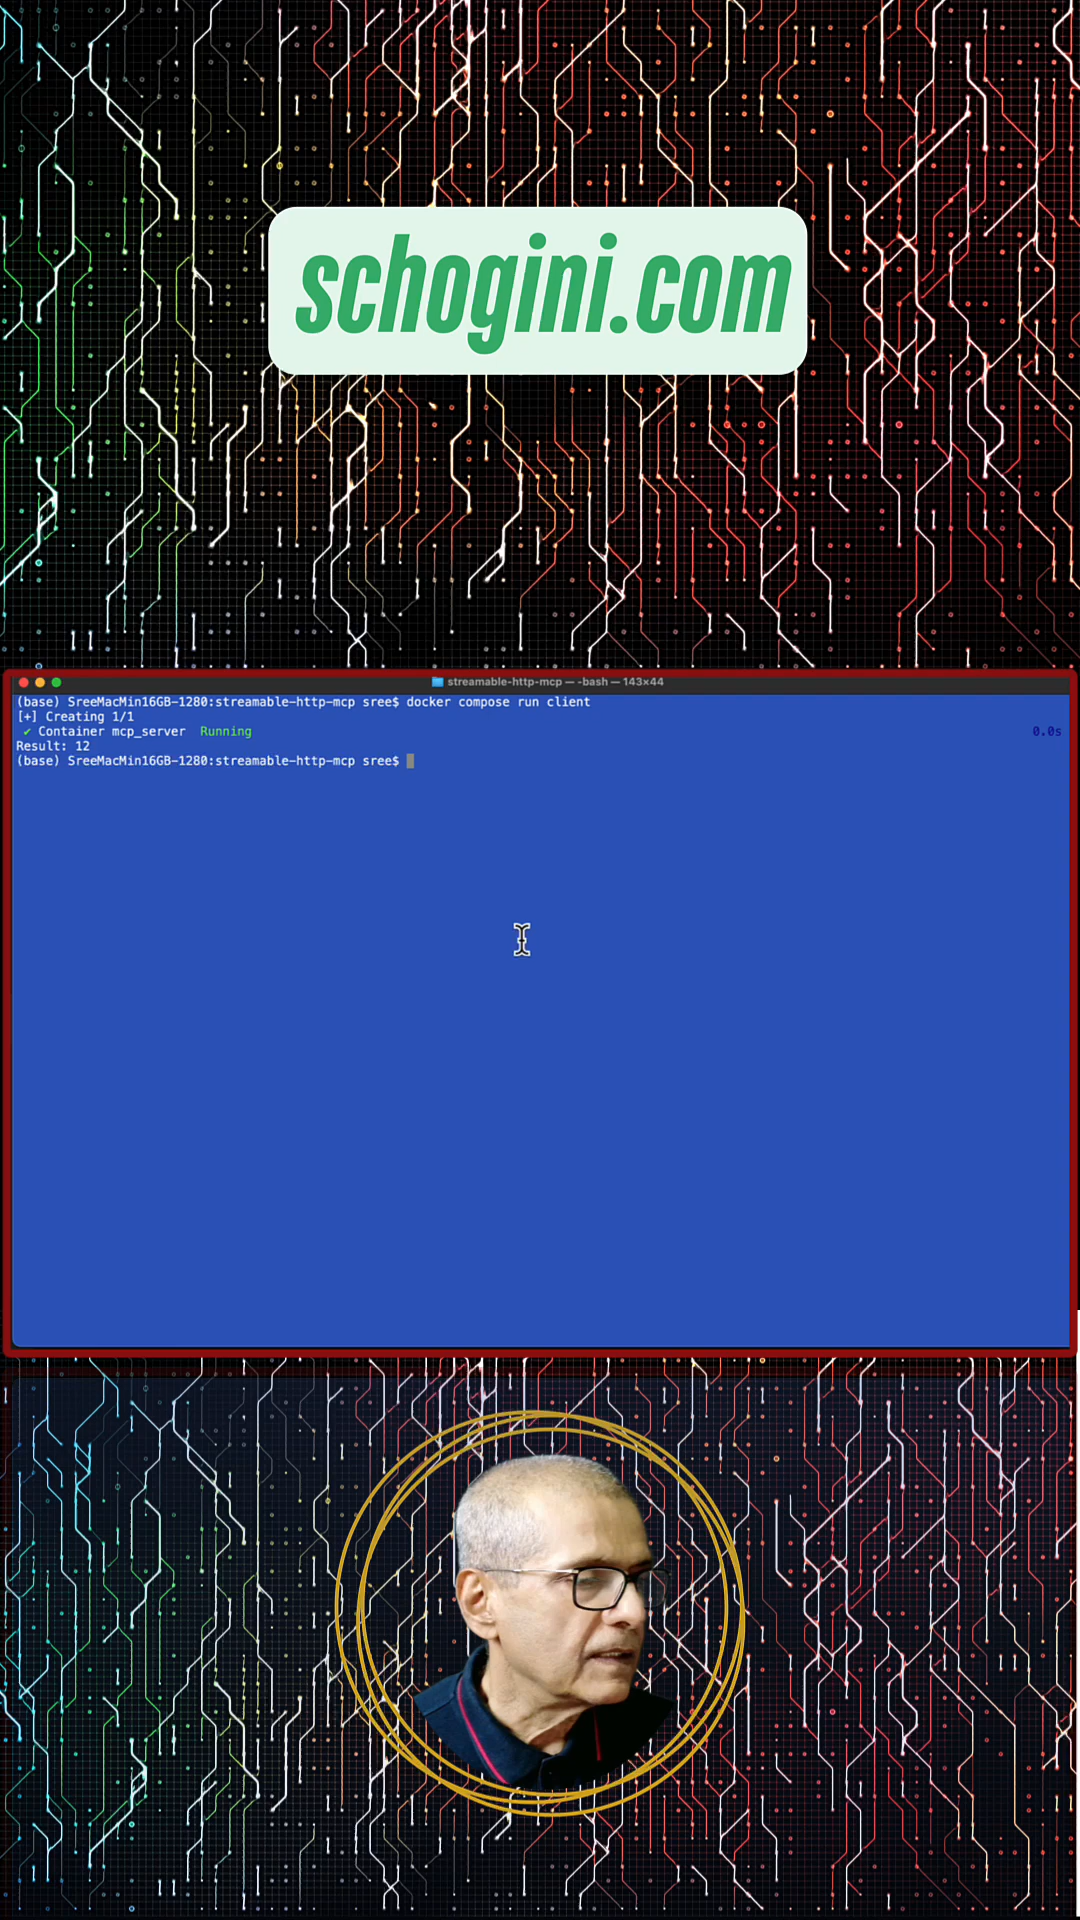 schogini.com
streamable-http-mcp — -bash — 143×44
(base) SreeMacMin16GB-1280:streamable-http-mcp sree$ docker compose run client
[+] Creating 1/1
✔ Container mcp_server  Running 0.0s
Result: 12
(base) SreeMacMin16GB-1280:streamable-http-mcp sree$